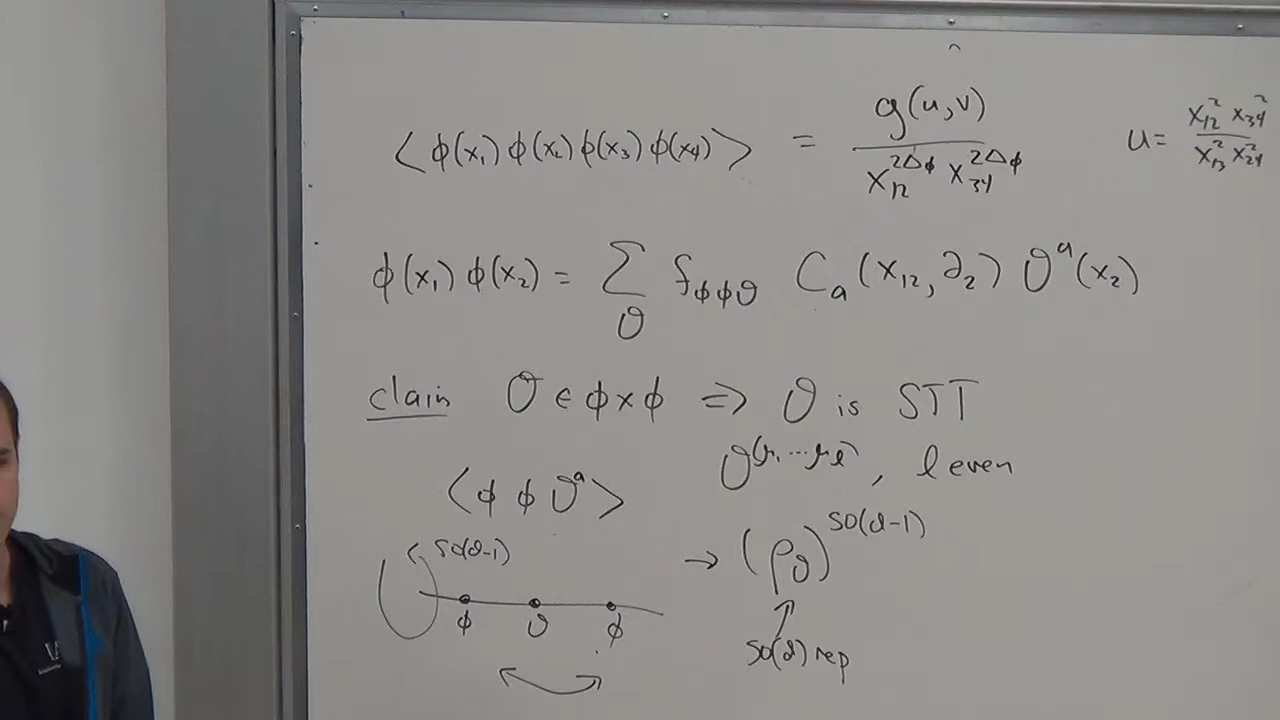 ⟨φ(x₁) φ(x₂) φ(x₃) φ(x₄)⟩ = g(u,v) / (x₁₂^{2Δφ} x₃₄^{2Δφ}) u = x₁₂² x₃₄² / (x₁₃² x₂₄²)
φ(x₁) φ(x₂) = Σ_O f_{φφO} C_a(x₁₂, ∂₂) O^a(x₂)
claim O ∈ φ×φ ⇒ O is STT
O^{(μ₁…μ_ℓ)}, ℓ even
⟨φ φ O^a⟩
SO(d-1)
→ (ρ_O)^{SO(d-1)}
φ O φ
SO(d) rep